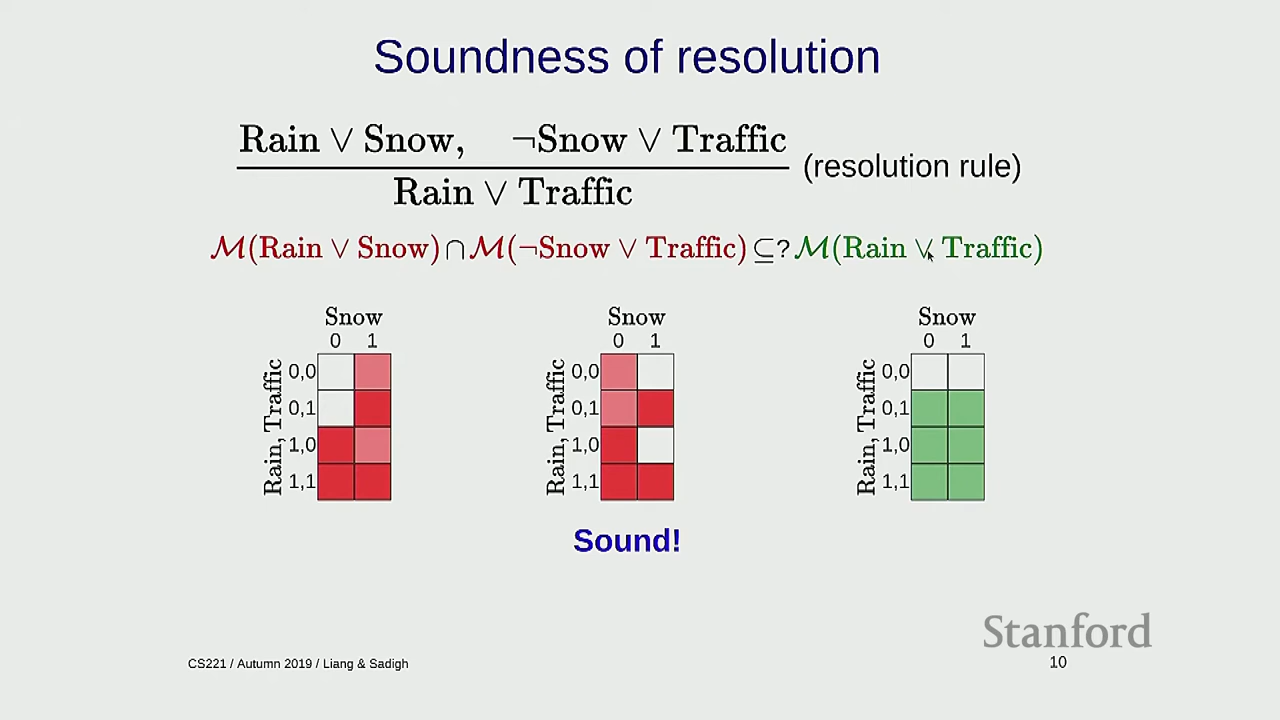 Soundness of resolution
Rain ∨ Snow, ¬Snow ∨ Traffic
Rain ∨ Traffic
(resolution rule)
ℳ(Rain ∨ Snow) ∩ ℳ(¬Snow ∨ Traffic) ⊆? ℳ(Rain ∨ Traffic)
Snow
0 1
Rain, Traffic
0,0
0,1
1,0
1,1
Snow
0 1
Rain, Traffic
0,0
0,1
1,0
1,1
Snow
0 1
Rain, Traffic
0,0
0,1
1,0
1,1
Sound!
Stanford
CS221 / Autumn 2019 / Liang & Sadigh
10